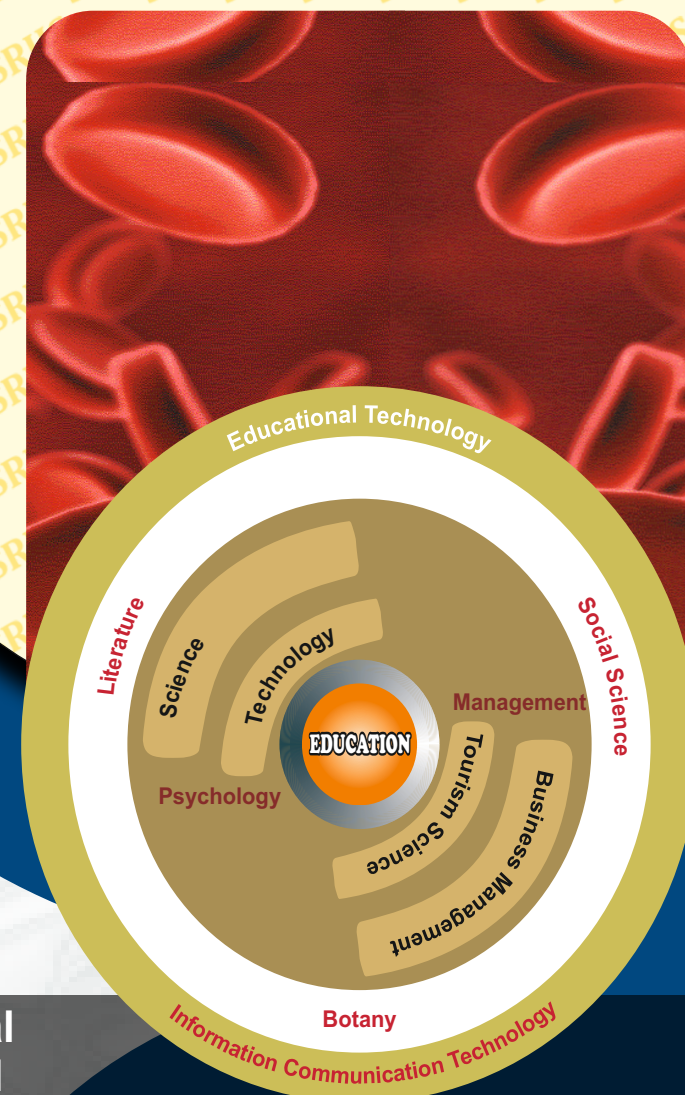 Educational Technology
Literature
Social Science
Science
Technology
Management
EDUCATION
Psychology
Tourism Science
Business Management
Botany
Information Communication Technology